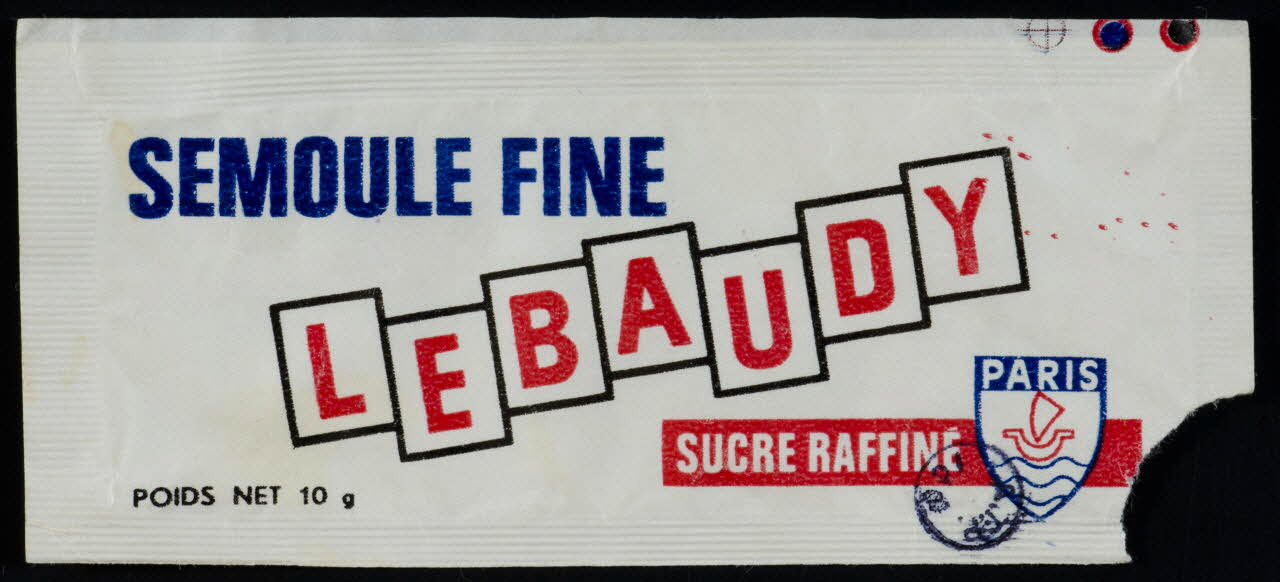 SEMOULE FINE
LEBAUDY
PARIS
SUCRE RAFFINÉ
POIDS NET 10 g